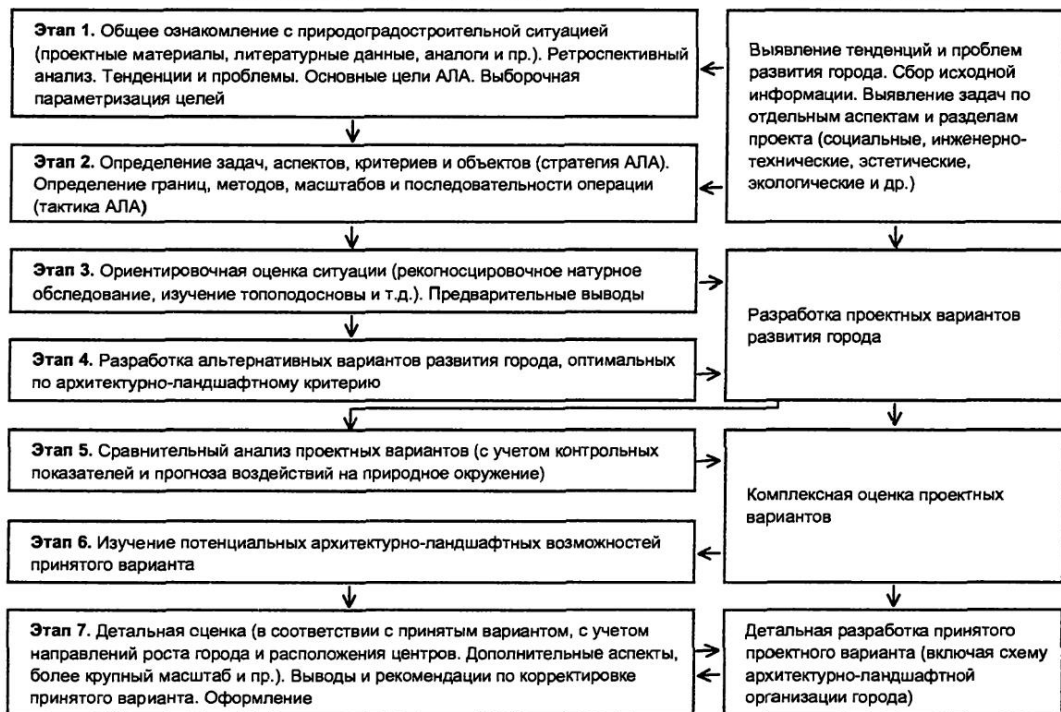 Этап 1. Общее ознакомление с природоградостроительной ситуацией
(проектные материалы, литературные данные, аналоги и пр.). Ретроспективный
анализ. Тенденции и проблемы. Основные цели АЛА. Выборочная
параметризация целей
Выявление тенденций и проблем
развития города. Сбор исходной
информации. Выявление задач по
отдельным аспектам и разделам
проекта (социальные, инженерно-
технические, эстетические,
экологические и др.)
Этап 2. Определение задач, аспектов, критериев и объектов (стратегия АЛА).
Определение границ, методов, масштабов и последовательности операции
(тактика АЛА)
Этап 3. Ориентировочная оценка ситуации (рекогносцировочное натурное
обследование, изучение топоподосновы и т.д.). Предварительные выводы
Разработка проектных вариантов
развития города
Этап 4. Разработка альтернативных вариантов развития города, оптимальных
по архитектурно-ландшафтному критерию
Этап 5. Сравнительный анализ проектных вариантов (с учетом контрольных
показателей и прогноза воздействий на природное окружение)
Комплексная оценка проектных
вариантов
Этап 6. Изучение потенциальных архитектурно-ландшафтных возможностей
принятого варианта
Этап 7. Детальная оценка (в соответствии с принятым вариантом, с учетом
направлений роста города и расположения центров. Дополнительные аспекты,
более крупный масштаб и пр.). Выводы и рекомендации по корректировке
принятого варианта. Оформление
Детальная разработка принятого
проектного варианта (включая схему
архитектурно-ландшафтной
организации города)